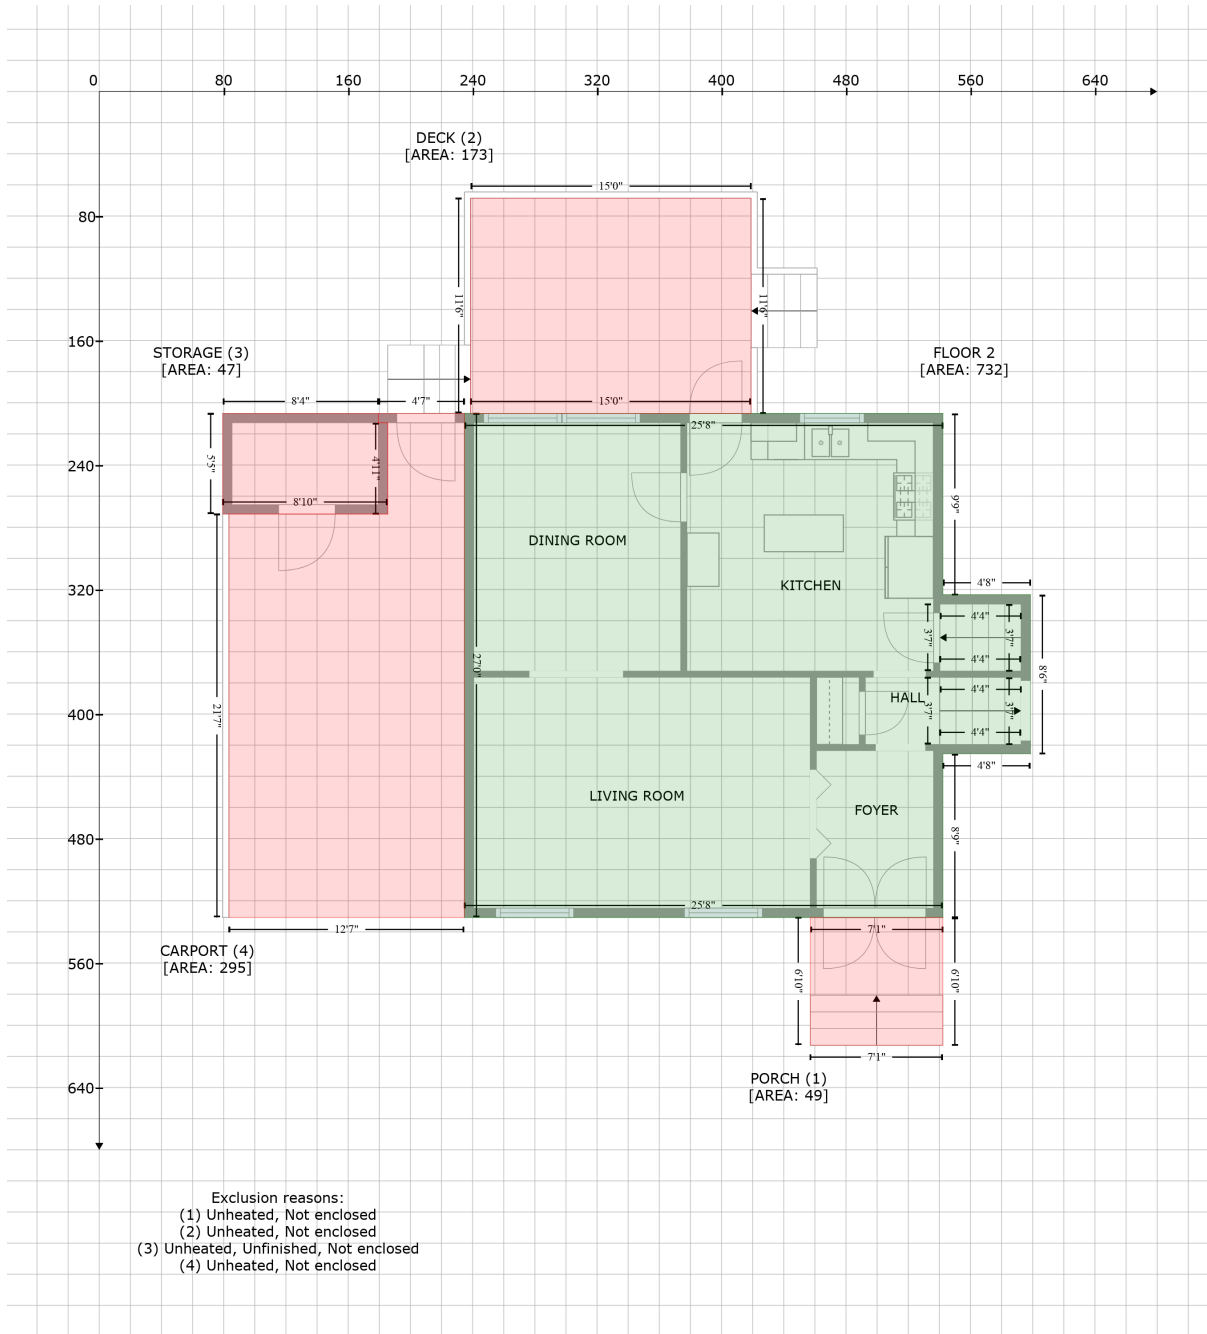 0 80 160 240 320 400 480 560 640
DECK (2)
[AREA: 173]
15'0"
80
11'6" 11'6"
160
STORAGE (3)
[AREA: 47]
FLOOR 2
[AREA: 732]
8'4" 4'7" 15'0"
25'8"
5'5" 4'11"
240
8'10"
9'9"
DINING ROOM
KITCHEN
320
4'8"
4'4"
3'7" 3'7"
4'4"
27'0"
8'6"
4'4"
HALL
3'7" 3'7"
400
21'7"
4'4"
4'8"
LIVING ROOM
FOYER
480
8'9"
25'8"
12'7"
7'1"
CARPORT (4)
[AREA: 295]
560
6'10" 6'10"
7'1"
PORCH (1)
[AREA: 49]
640
Exclusion reasons:
(1) Unheated, Not enclosed
(2) Unheated, Not enclosed
(3) Unheated, Unfinished, Not enclosed
(4) Unheated, Not enclosed